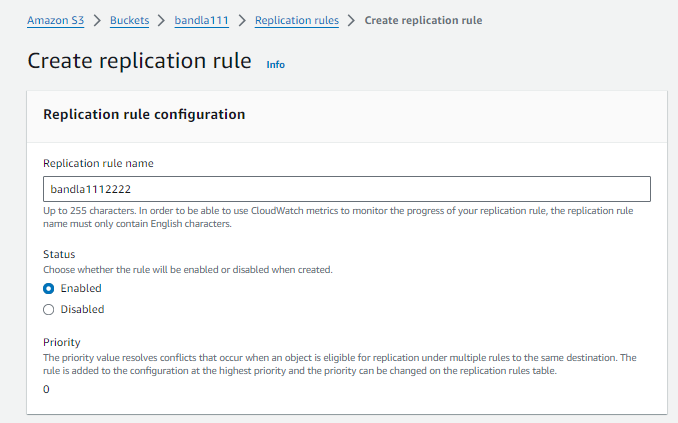 Amazon S3 > Buckets > bandla111 > Replication rules > Create replication rule
Create replication rule Info
Replication rule configuration
Replication rule name
bandla1112222
Up to 255 characters. In order to be able to use CloudWatch metrics to monitor the progress of your replication rule, the replication rule
name must only contain English characters.
Status
Choose whether the rule will be enabled or disabled when created.
Enabled
Disabled
Priority
The priority value resolves conflicts that occur when an object is eligible for replication under multiple rules to the same destination. The
rule is added to the configuration at the highest priority and the priority can be changed on the replication rules table.
0